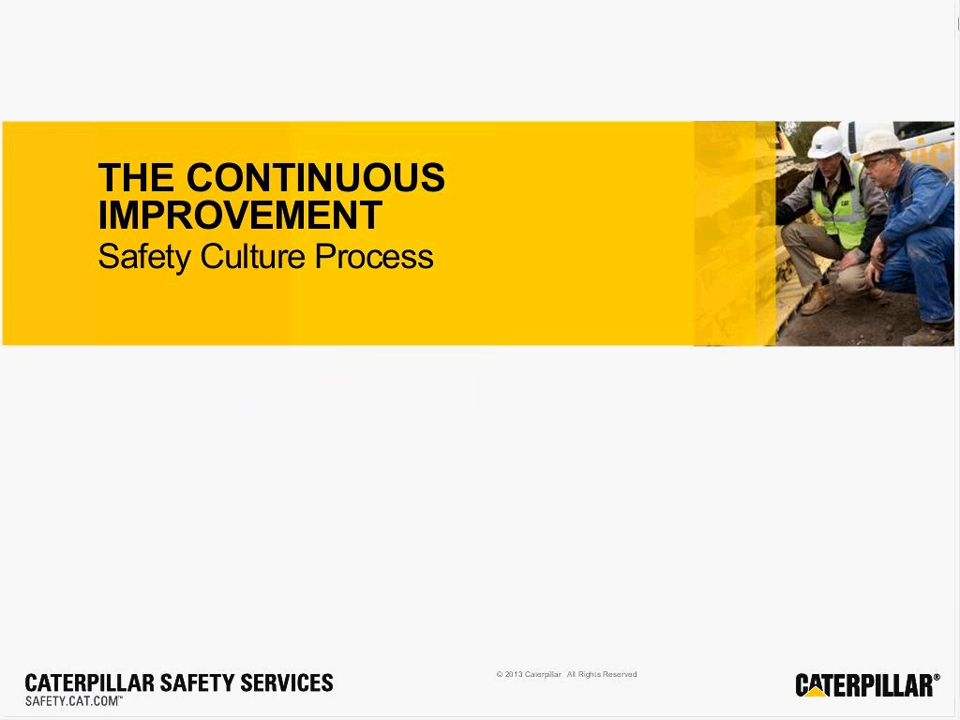 THE CONTINUOUS
IMPROVEMENT
Safety Culture Process
© 2013 Caterpillar All Rights Reserved
CATERPILLAR SAFETY SERVICES
SAFETY.CAT.COM™
CATERPILLAR®